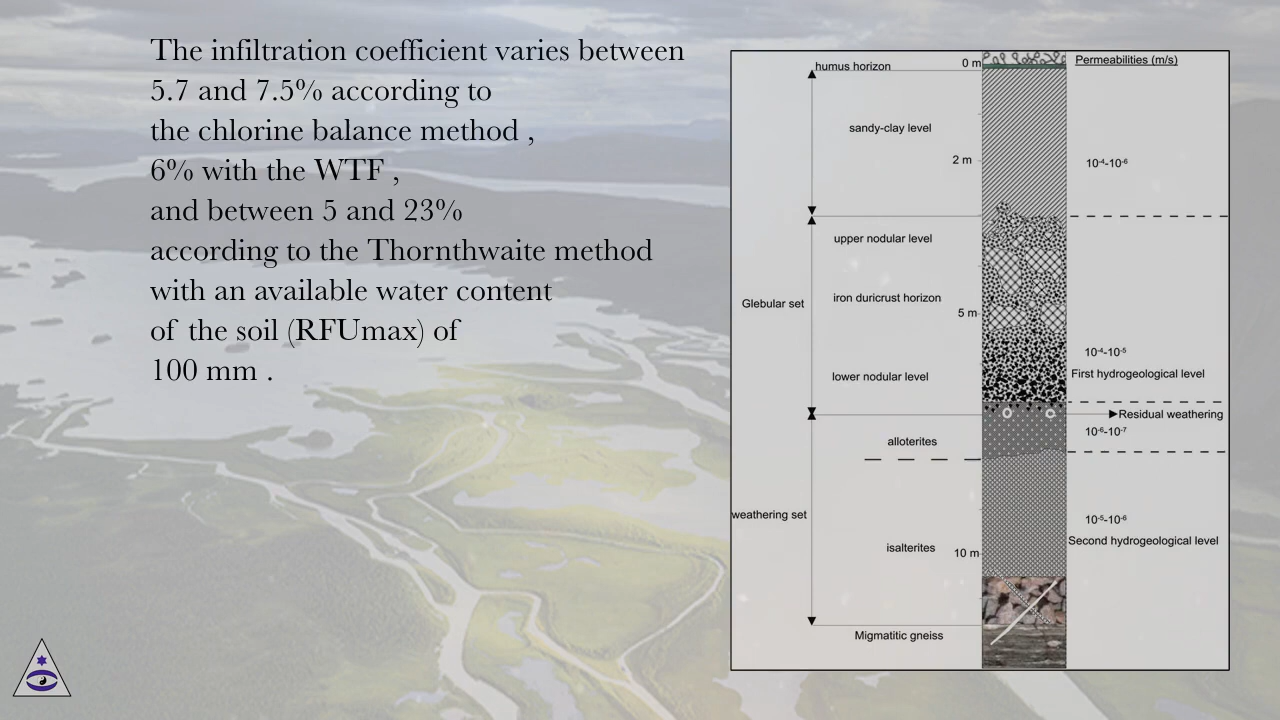 The infiltration coefficient varies between
5.7 and 7.5% according to
the chlorine balance method ,
6% with the WTF ,
and between 5 and 23%
according to the Thornthwaite method
with an available water content
of the soil (RFUmax) of
100 mm .
humus horizon
0 m
Permeabilities (m/s)
sandy-clay level
2 m
10⁻⁴-10⁻⁶
upper nodular level
Glebular set
iron duricrust horizon
5 m
10⁻⁴-10⁻⁵
First hydrogeological level
lower nodular level
Residual weathering
10⁻⁶-10⁻⁷
alloterites
weathering set
10⁻⁵-10⁻⁶
Second hydrogeological level
isalterites
10 m
Migmatitic gneiss